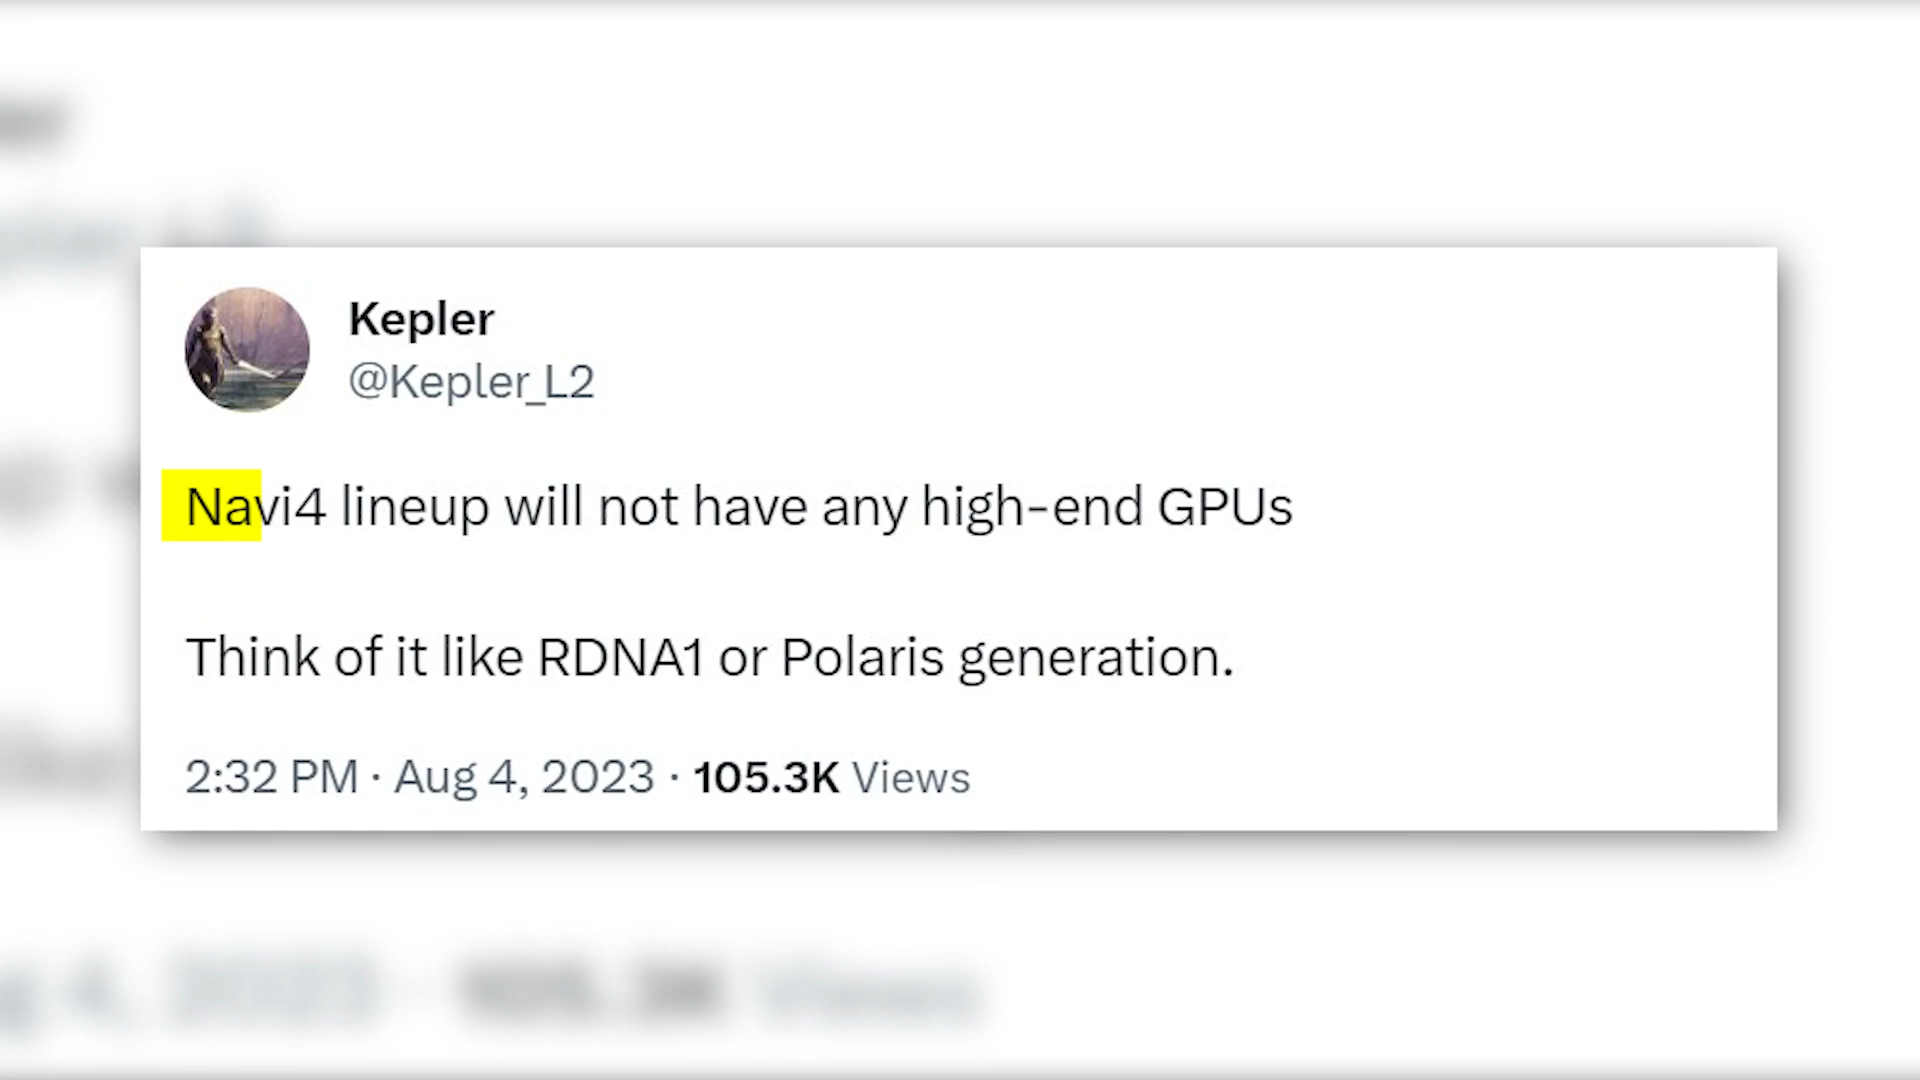 Kepler
@Kepler_L2
Navi4 lineup will not have any high-end GPUs
Think of it like RDNA1 or Polaris generation.
2:32 PM · Aug 4, 2023 · 105.3K Views